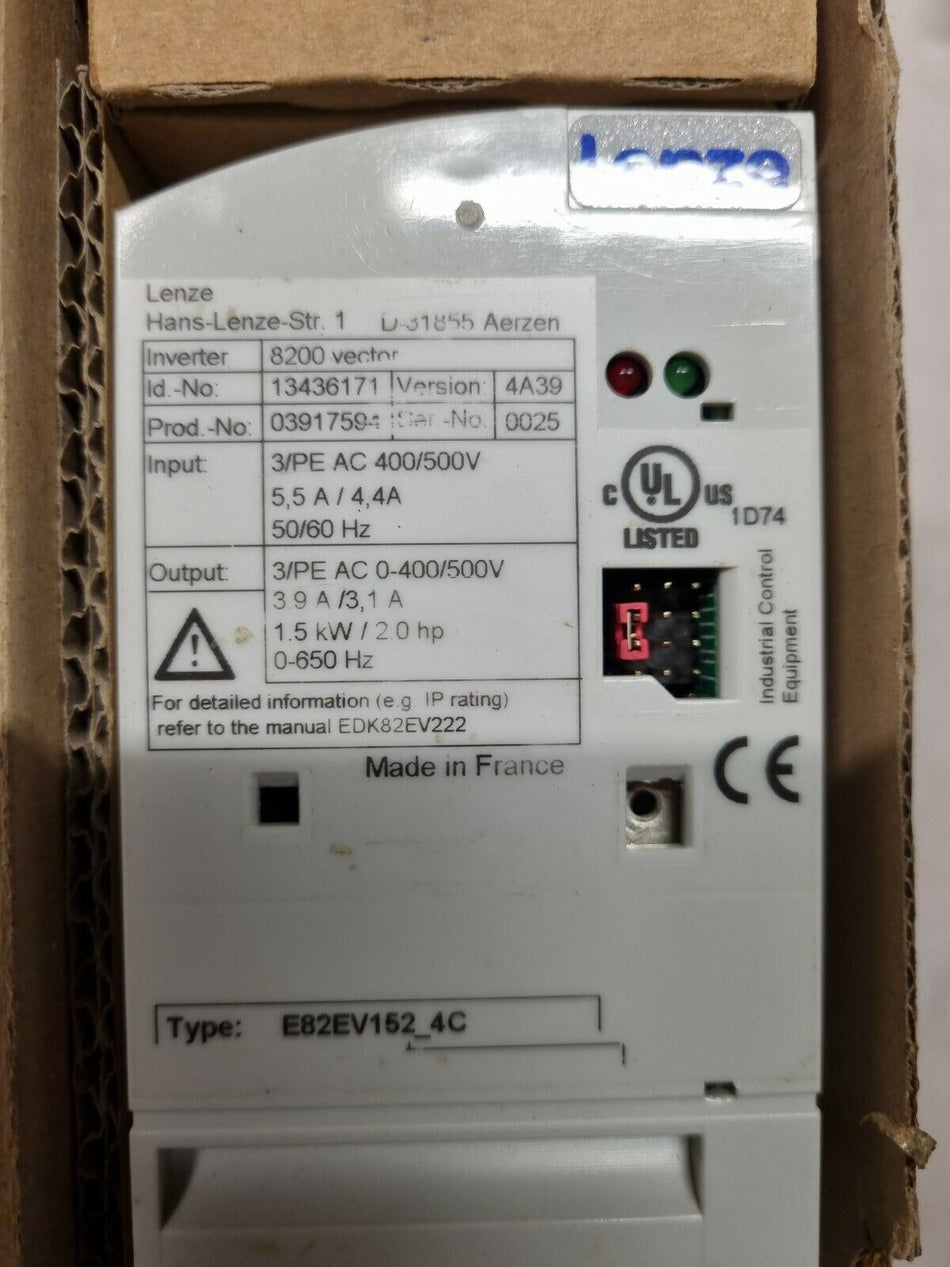 Lenze
Lenze
Hans-Lenze-Str. 1 D-31855 Aerzen
Inverter 8200 vector
Id.-No: 13436171 Version: 4A39
Prod.-No: 03917594 Ser.-No: 0025
Input: 3/PE AC 400/500V
5,5 A / 4,4A
50/60 Hz
Output: 3/PE AC 0-400/500V
3.9 A /3,1 A
1.5 kW / 2.0 hp
0-650 Hz
For detailed information (e.g. IP rating)
refer to the manual EDK82EV222
Made in France
C UL US
LISTED
1D74
Industrial Control
Equipment
CE
Type: E82EV152_4C